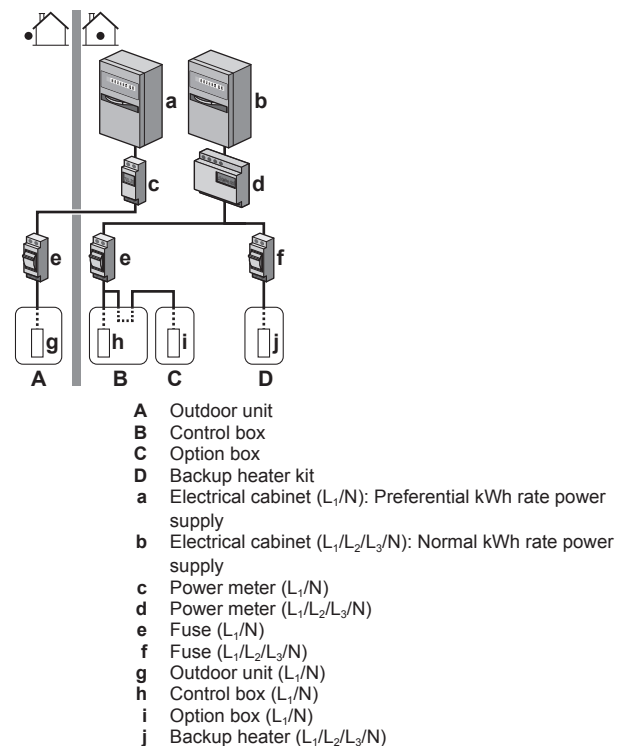 a b
c d
e e f
g h i j
A B C D
A Outdoor unit
B Control box
C Option box
D Backup heater kit
a Electrical cabinet (L₁/N): Preferential kWh rate power
supply
b Electrical cabinet (L₁/L₂/L₃/N): Normal kWh rate power
supply
c Power meter (L₁/N)
d Power meter (L₁/L₂/L₃/N)
e Fuse (L₁/N)
f Fuse (L₁/L₂/L₃/N)
g Outdoor unit (L₁/N)
h Control box (L₁/N)
i Option box (L₁/N)
j Backup heater (L₁/L₂/L₃/N)